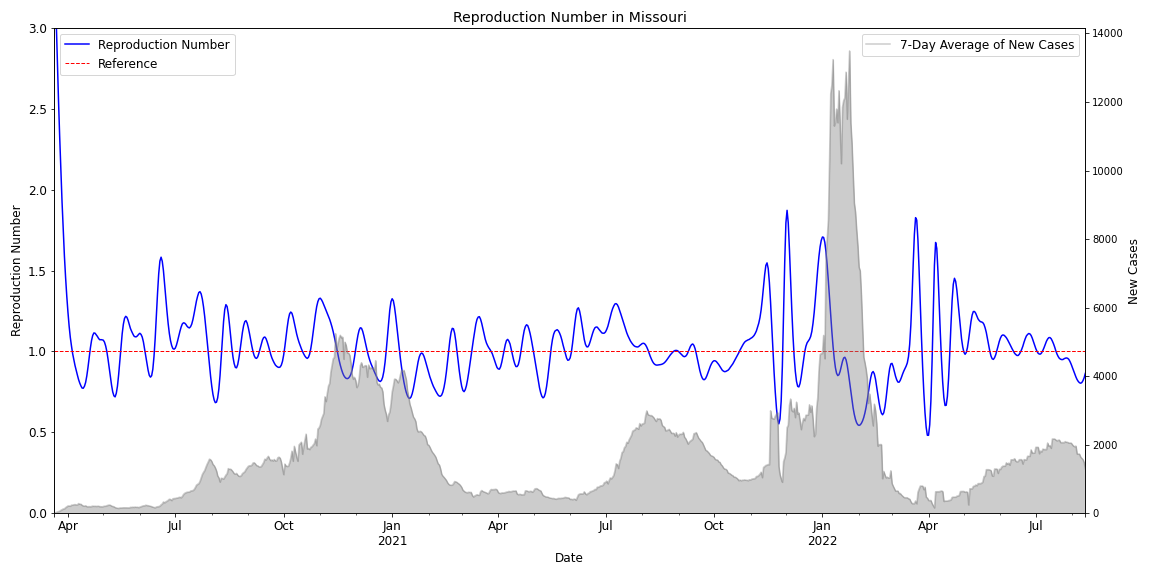 Reproduction Number in Missouri
Reproduction Number
Reference
7-Day Average of New Cases
3.0
2.5
2.0
1.5
1.0
0.5
0.0
Reproduction Number
14000
12000
10000
8000
6000
4000
2000
0
New Cases
Apr Jul Oct Jan Apr Jul Oct Jan Apr Jul
2021 2022
Date